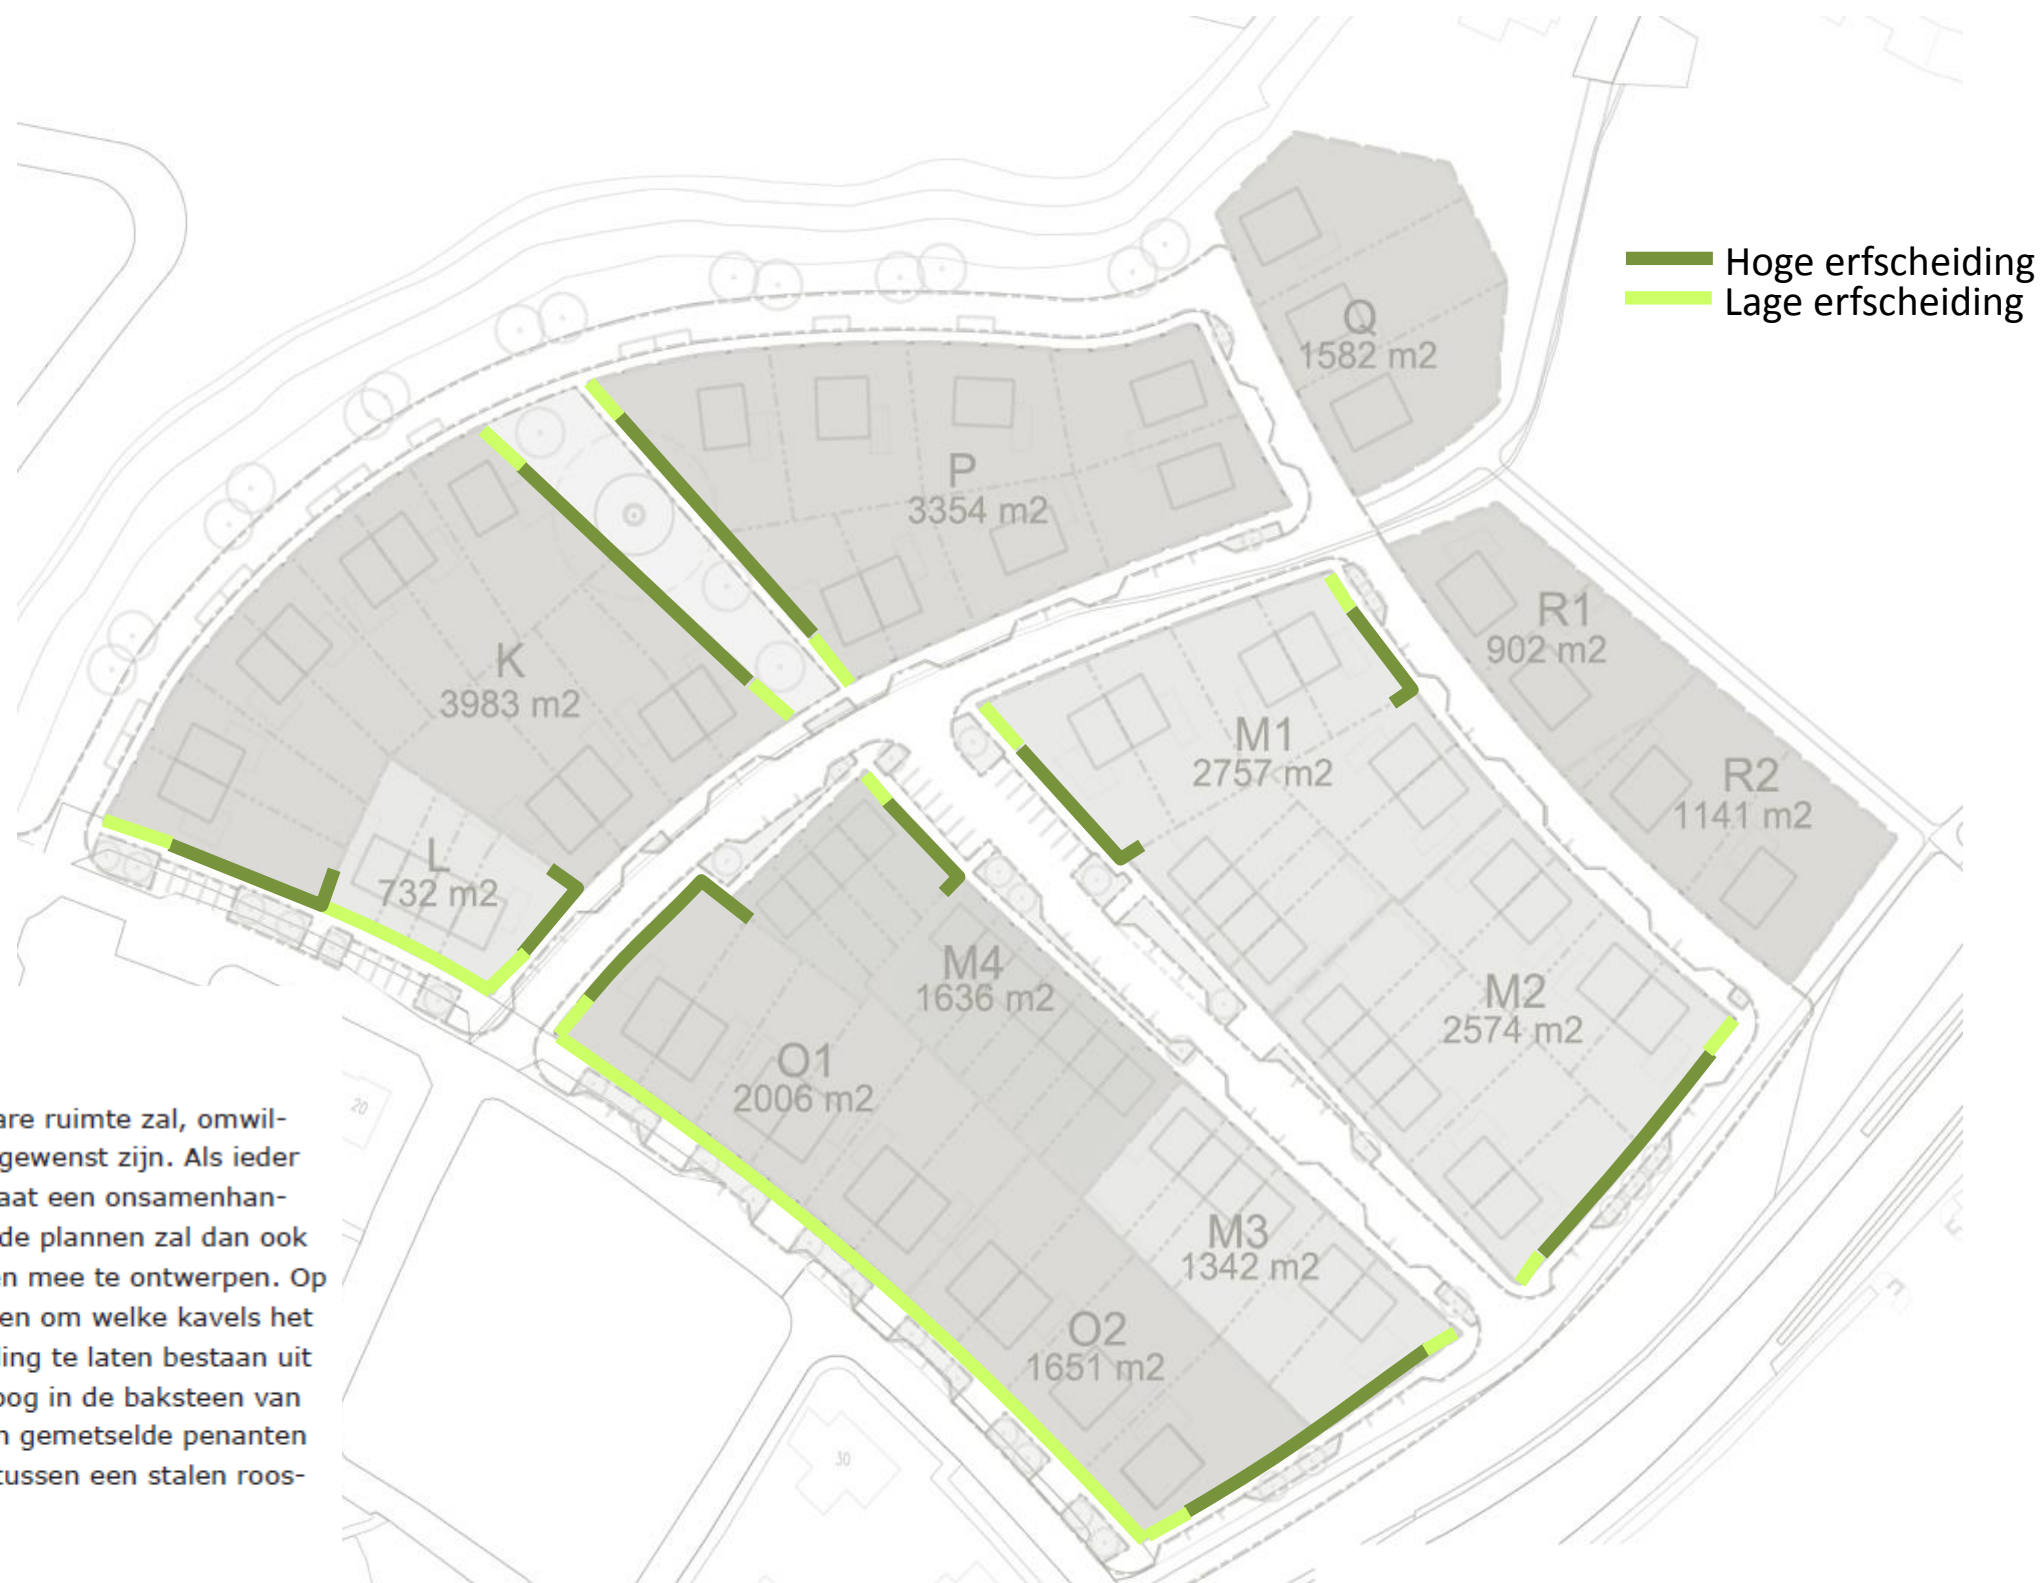 Hoge erfscheiding
Lage erfscheiding
Q
1582 m2
P
3354 m2
K
3983 m2
L
732 m2
R1
902 m2
R2
1141 m2
M1
2757 m2
M2
2574 m2
M4
1636 m2
O1
2006 m2
M3
1342 m2
O2
1651 m2
20
30
are ruimte zal, omwil-
gewenst zijn. Als ieder
aat een onsamenhan-
de plannen zal dan ook
en mee te ontwerpen. Op
en om welke kavels het
ling te laten bestaan uit
oog in de baksteen van
n gemetselde penanten
tussen een stalen roos-